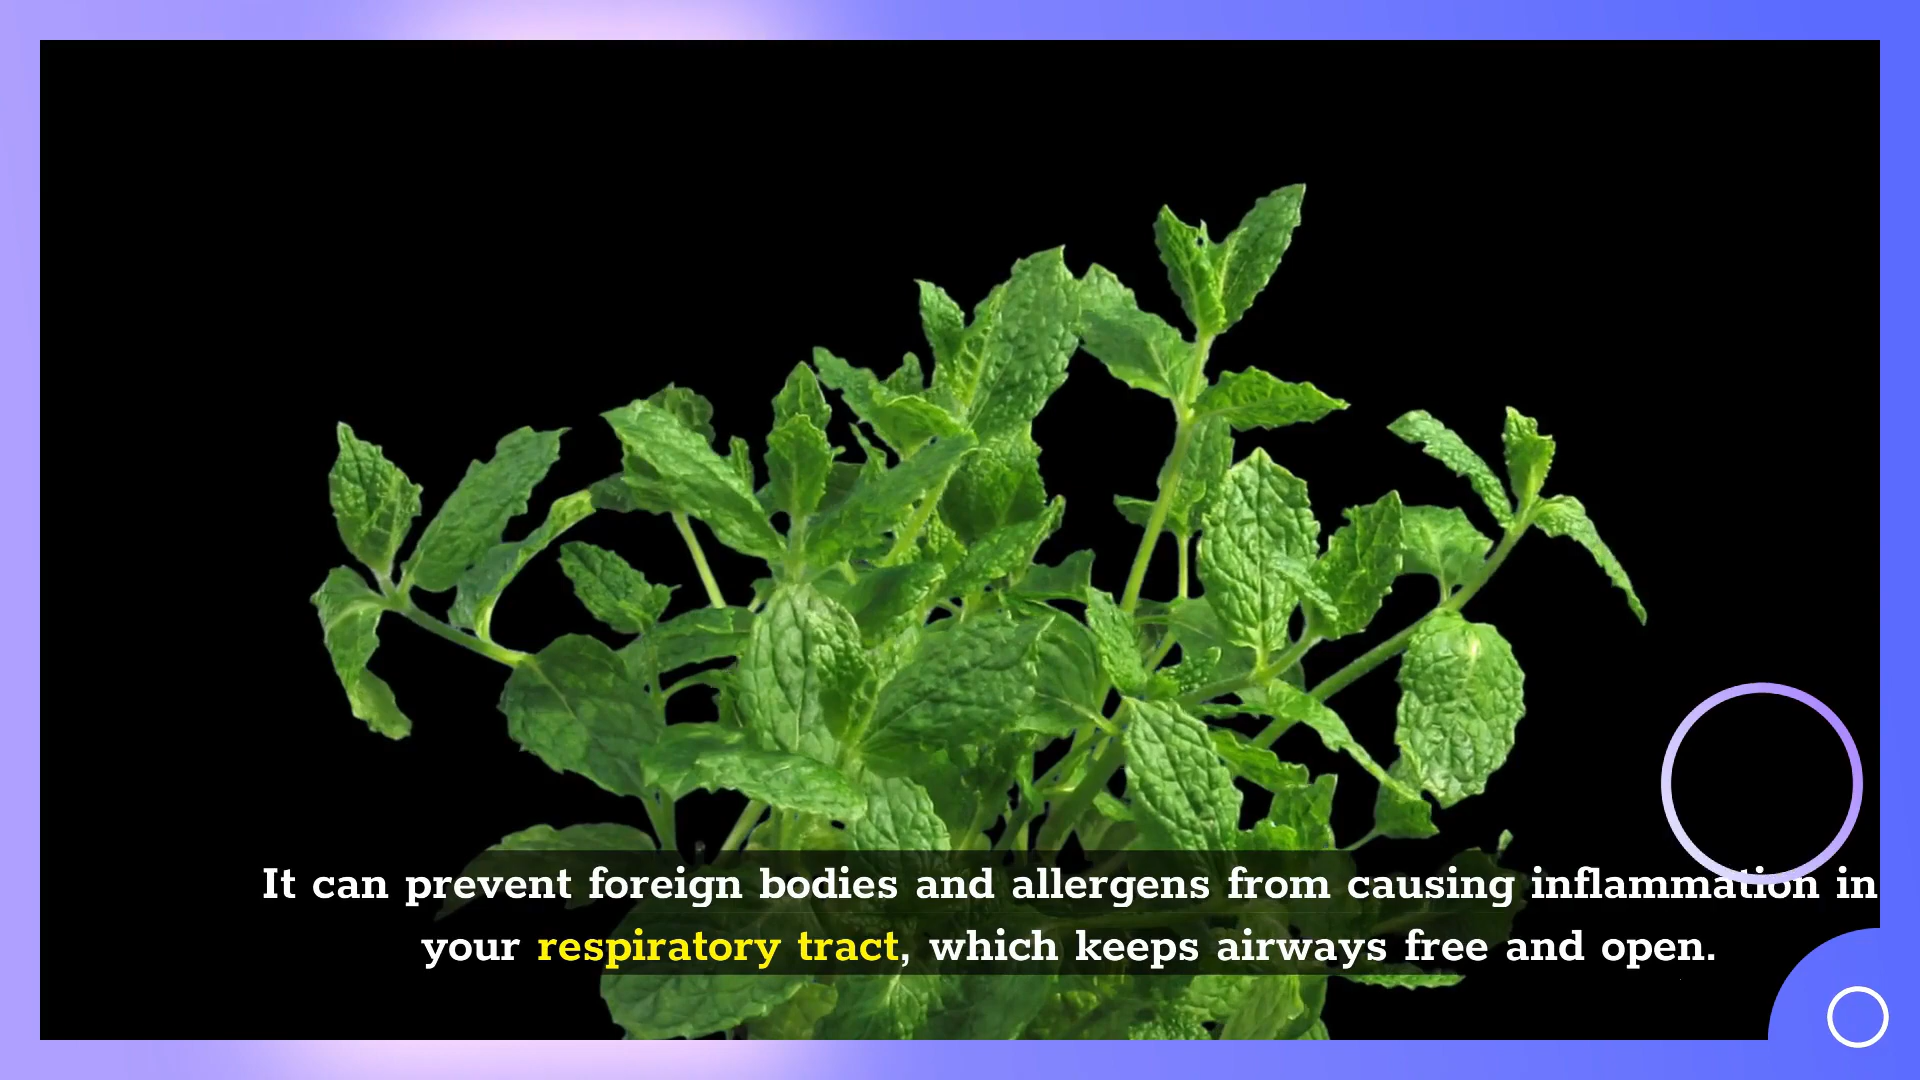 It can prevent foreign bodies and allergens from causing inflammation in
your respiratory tract, which keeps airways free and open.